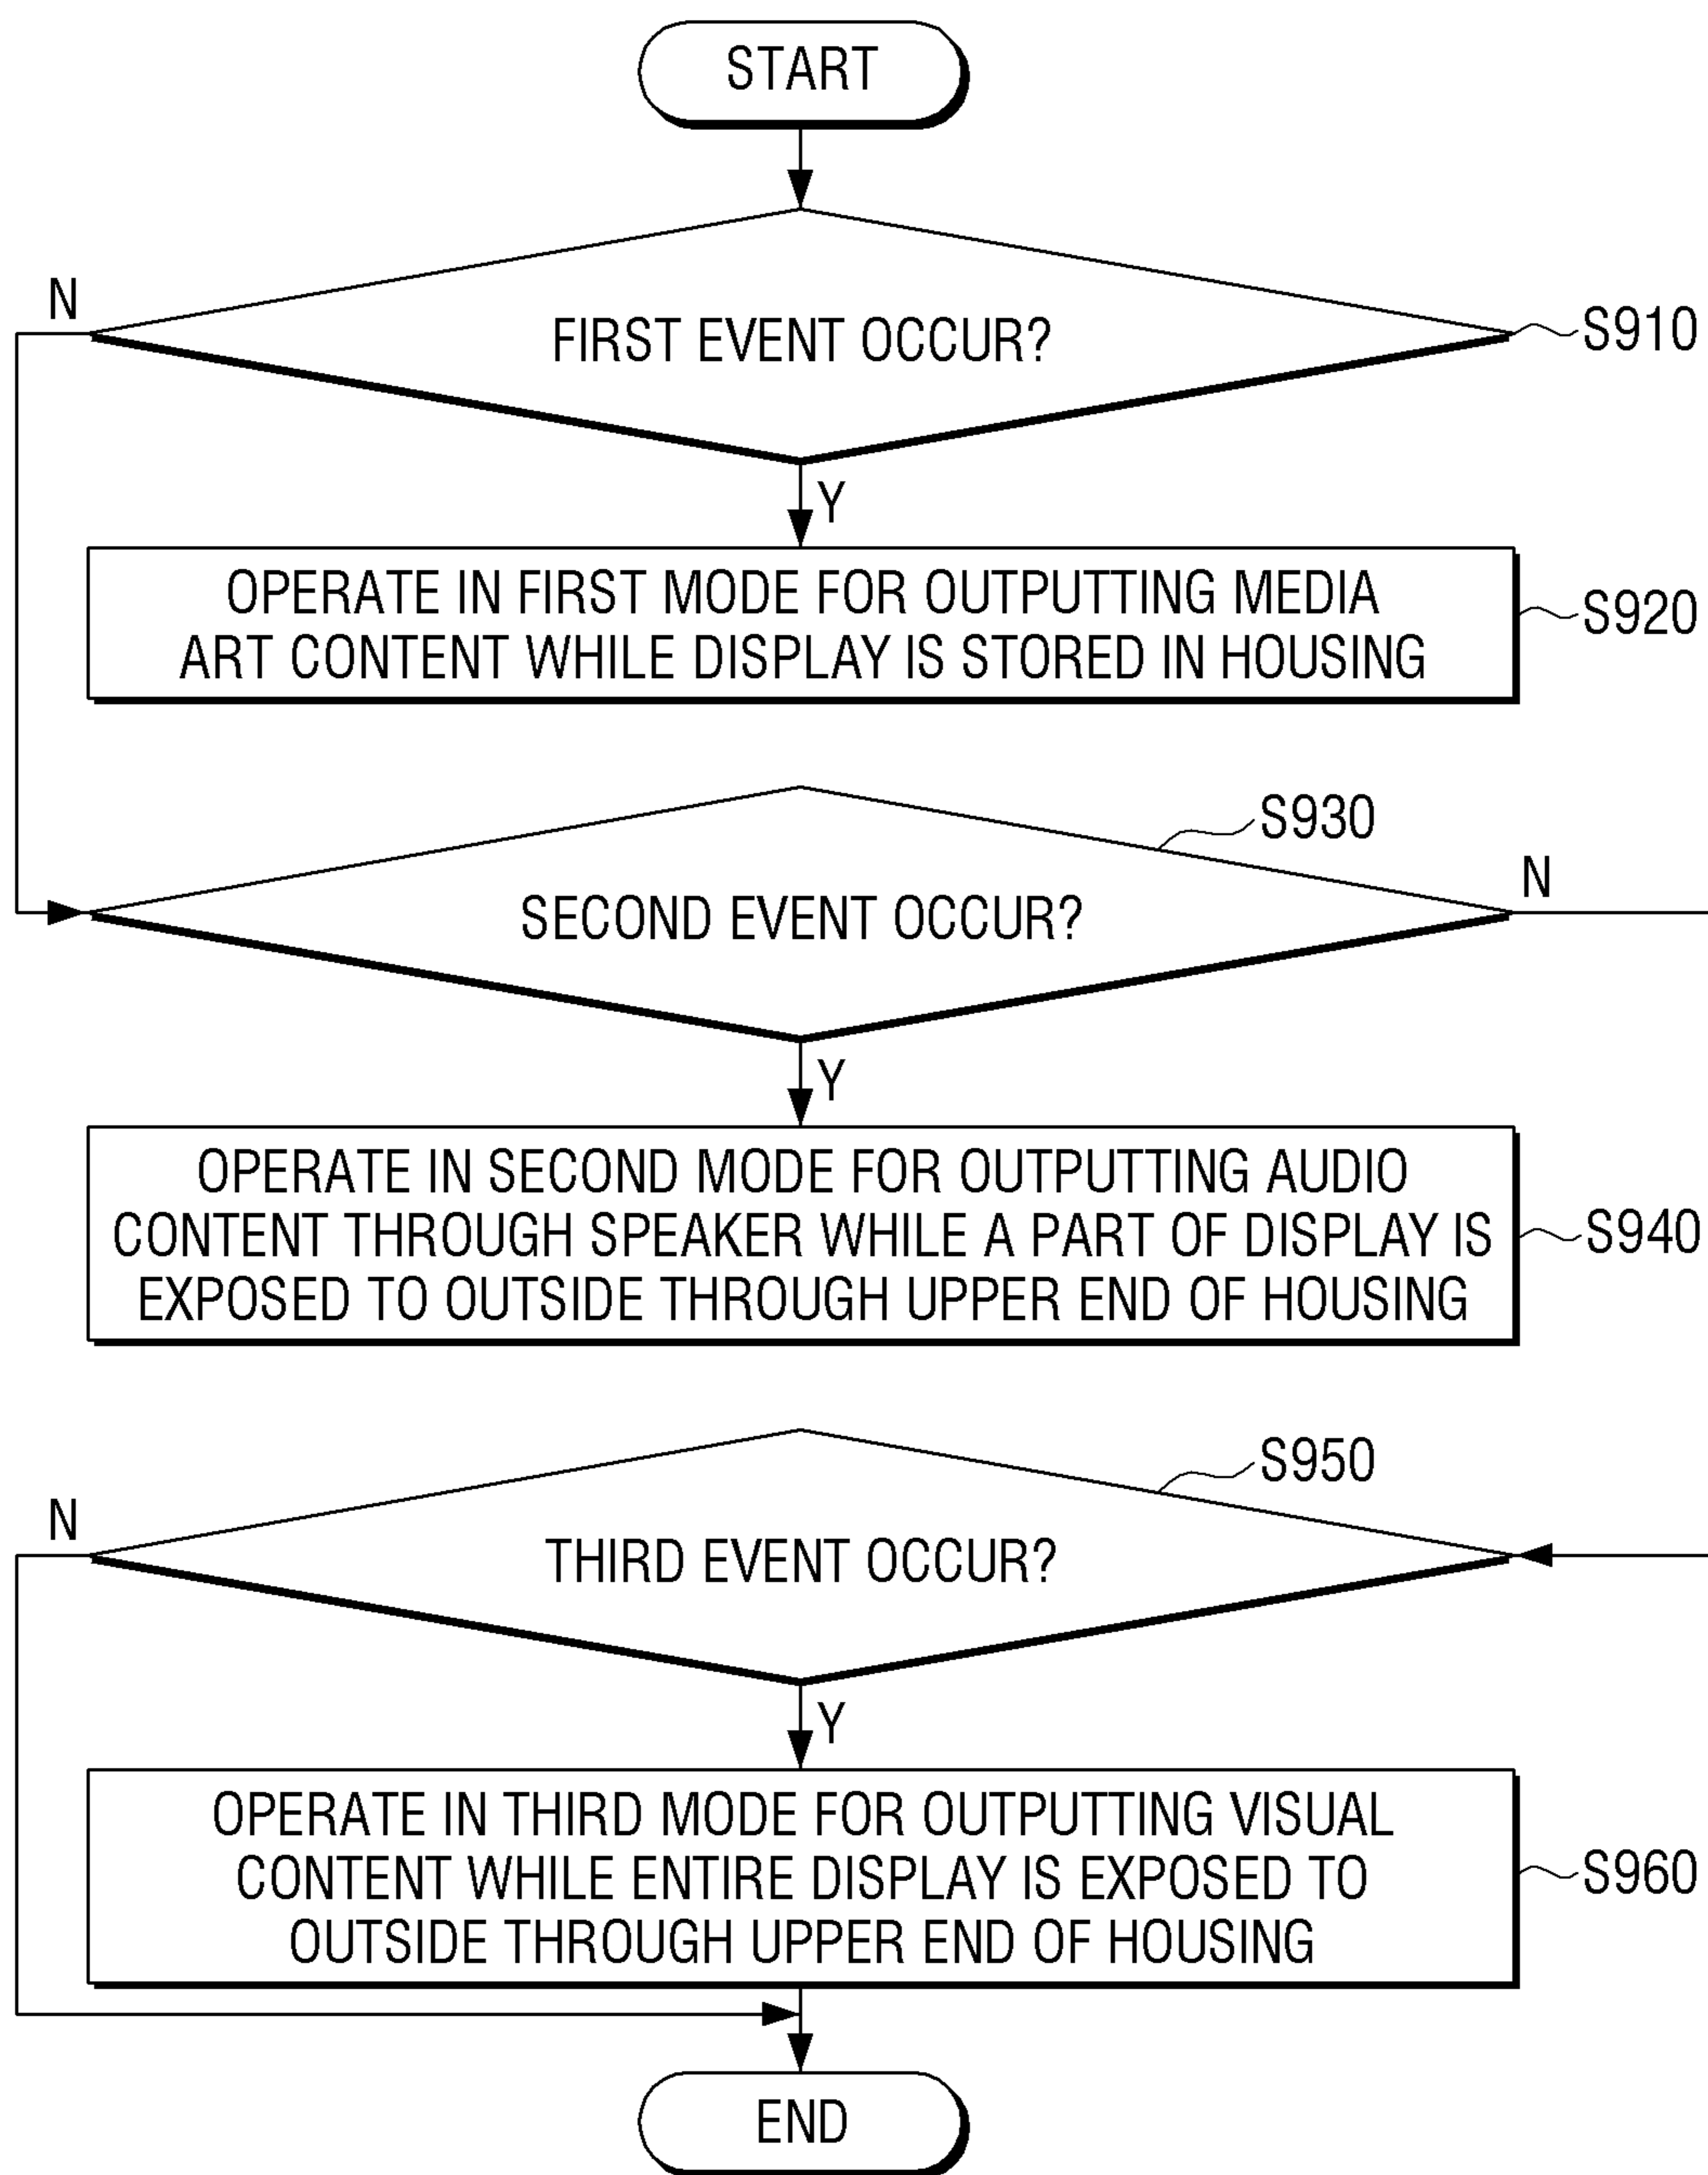 START
N
FIRST EVENT OCCUR?
S910
Y
OPERATE IN FIRST MODE FOR OUTPUTTING MEDIA
ART CONTENT WHILE DISPLAY IS STORED IN HOUSING
S920
S930
SECOND EVENT OCCUR?
N
Y
OPERATE IN SECOND MODE FOR OUTPUTTING AUDIO
CONTENT THROUGH SPEAKER WHILE A PART OF DISPLAY IS
EXPOSED TO OUTSIDE THROUGH UPPER END OF HOUSING
S940
S950
N
THIRD EVENT OCCUR?
Y
OPERATE IN THIRD MODE FOR OUTPUTTING VISUAL
CONTENT WHILE ENTIRE DISPLAY IS EXPOSED TO
OUTSIDE THROUGH UPPER END OF HOUSING
S960
END